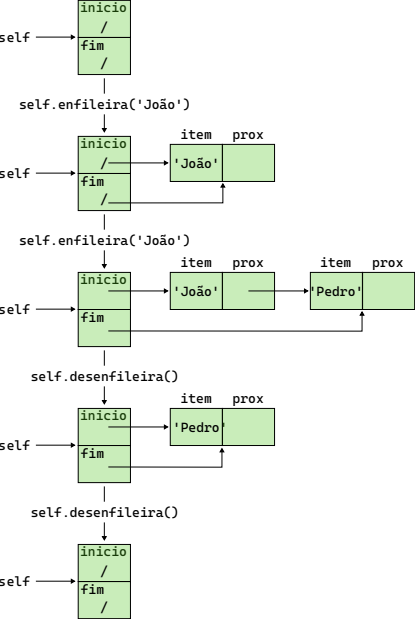 inicio
/
self
fim
/
self.enfileira('João')
item prox
inicio
/
'João'
self
fim
/
self.enfileira('João')
item prox item prox
inicio
'João' 'Pedro'
self
fim
self.desenfileira()
item prox
inicio
'Pedro'
self
fim
self.desenfileira()
inicio
/
self
fim
/